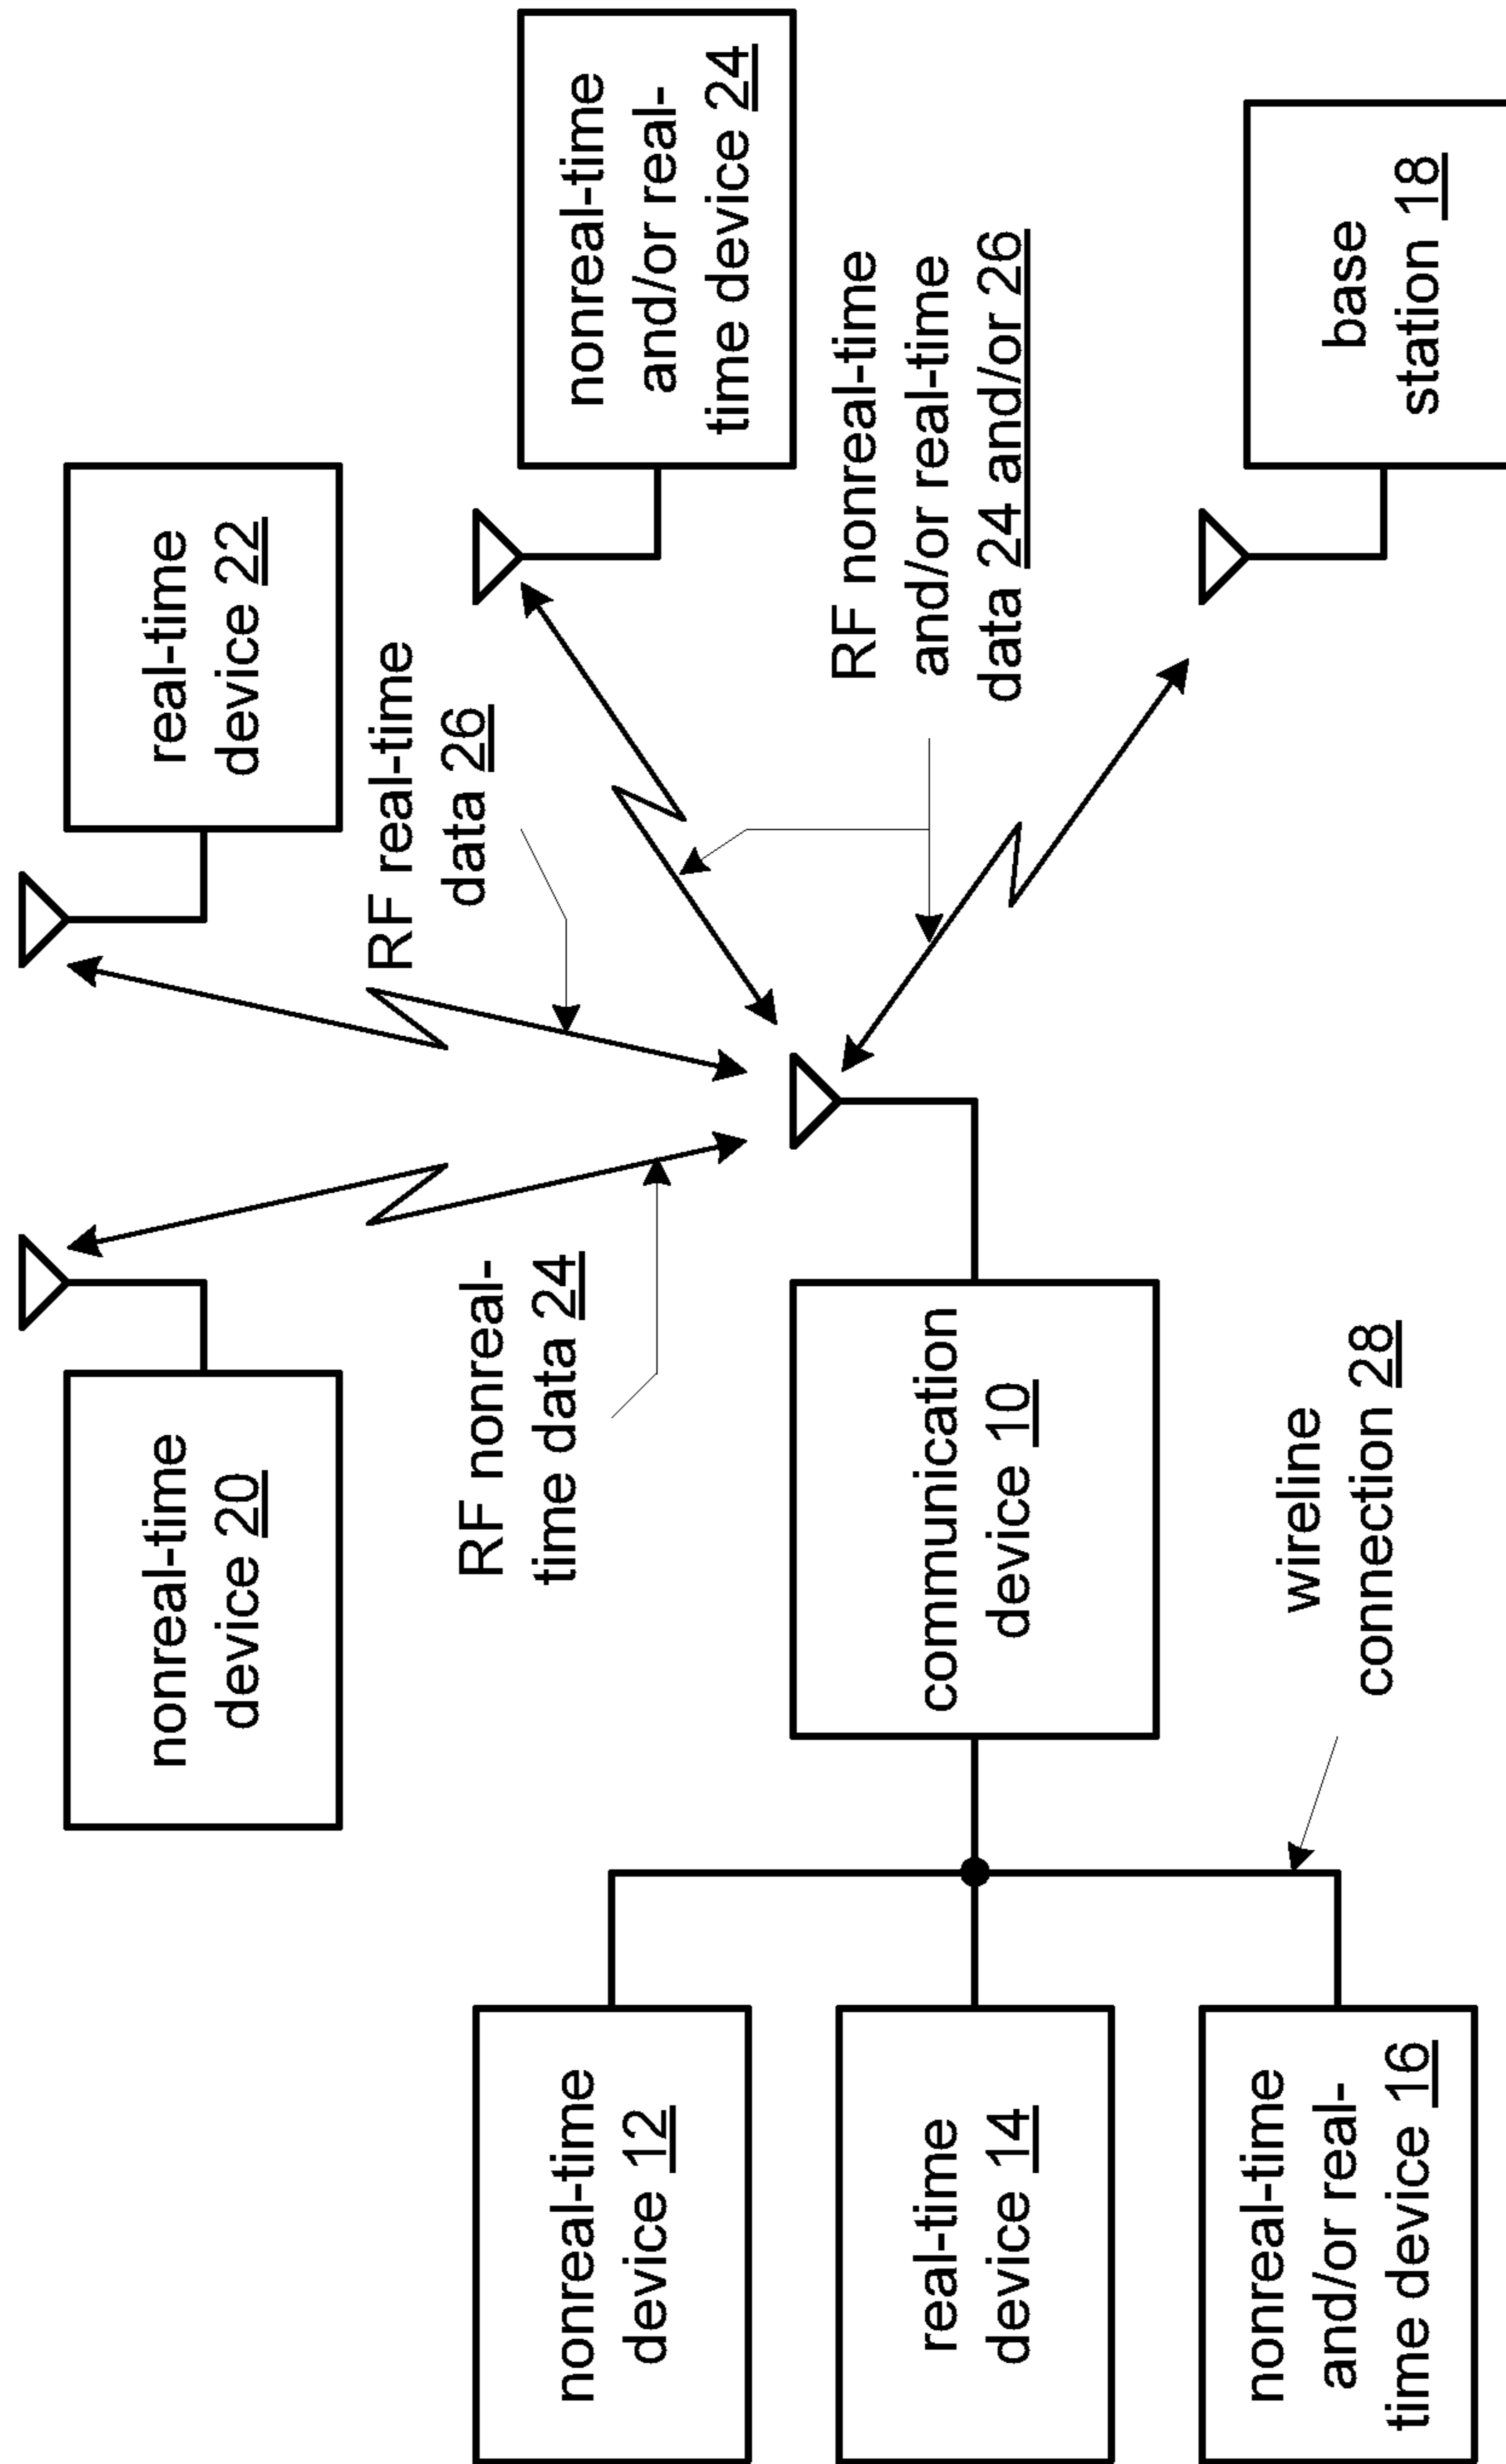 nonreal-time
device 20
real-time
device 22
RF real-time
data 26
RF nonreal-
time data 24
nonreal-time
and/or real-
time device 24
nonreal-time
device 12
real-time
device 14
nonreal-time
and/or real-
time device 16
communication
device 10
RF nonreal-time
and/or real-time
data 24 and/or 26
wireline
connection 28
base
station 18